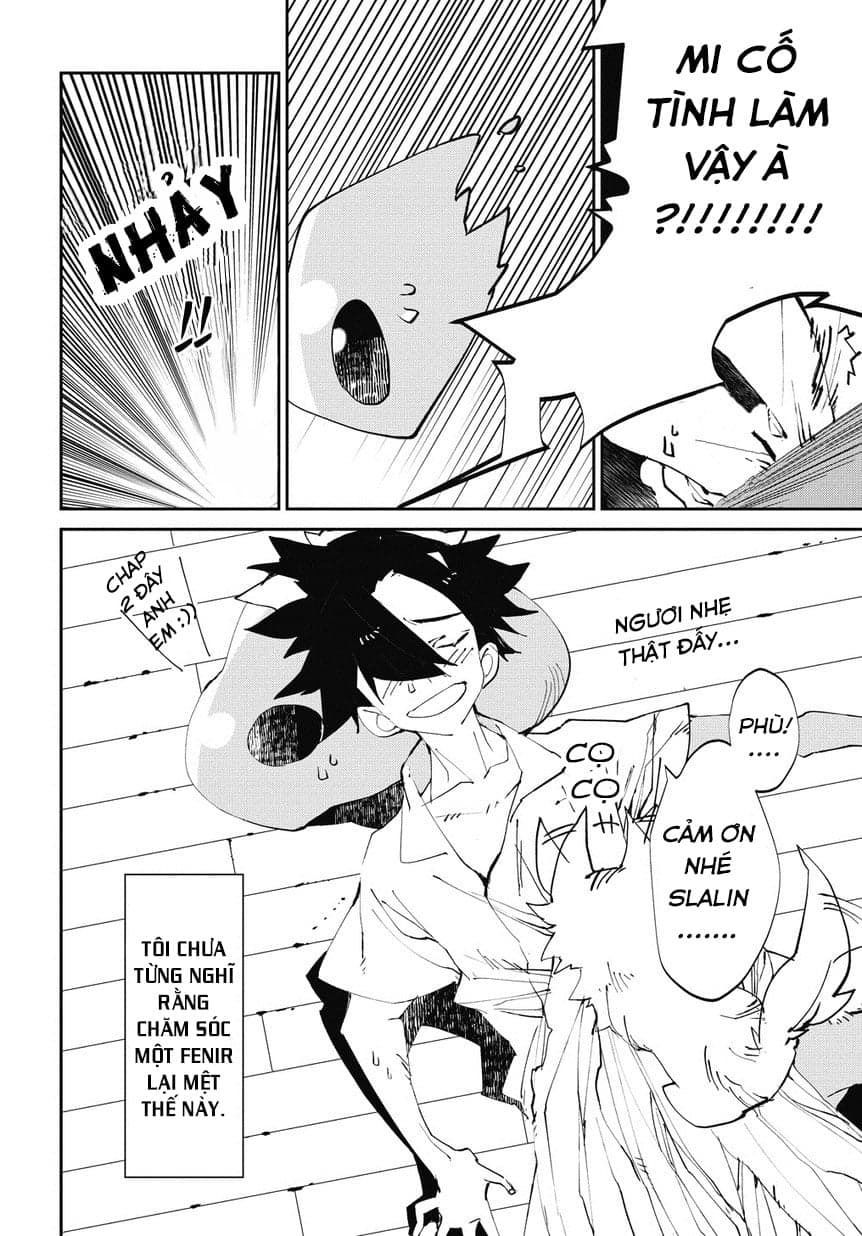 MI CỐ
TÌNH LÀM
VẬY À
?!!!!!!!!!
NHẢY
!!
CHAP
2 ĐÂY
ANH
EM :))
NGƯƠI NHẸ
THẬT ĐẤY...
PHÙ!
....
CỌ
CỌ
CẢM ƠN
NHÉ
SLALIN
.......
TÔI CHƯA
TỪNG NGHĨ
RẰNG
CHĂM SÓC
MỘT FENIR
LẠI MỆT
THẾ NÀY.